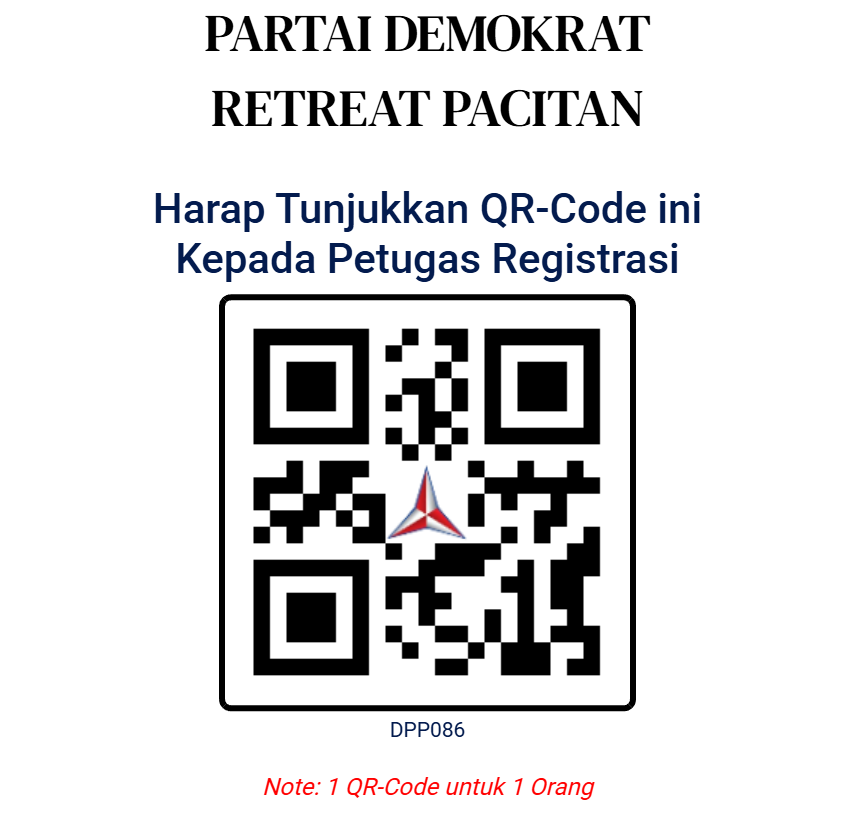 PARTAI DEMOKRAT
RETREAT PACITAN
Harap Tunjukkan QR-Code ini
Kepada Petugas Registrasi
DPP086
Note: 1 QR-Code untuk 1 Orang